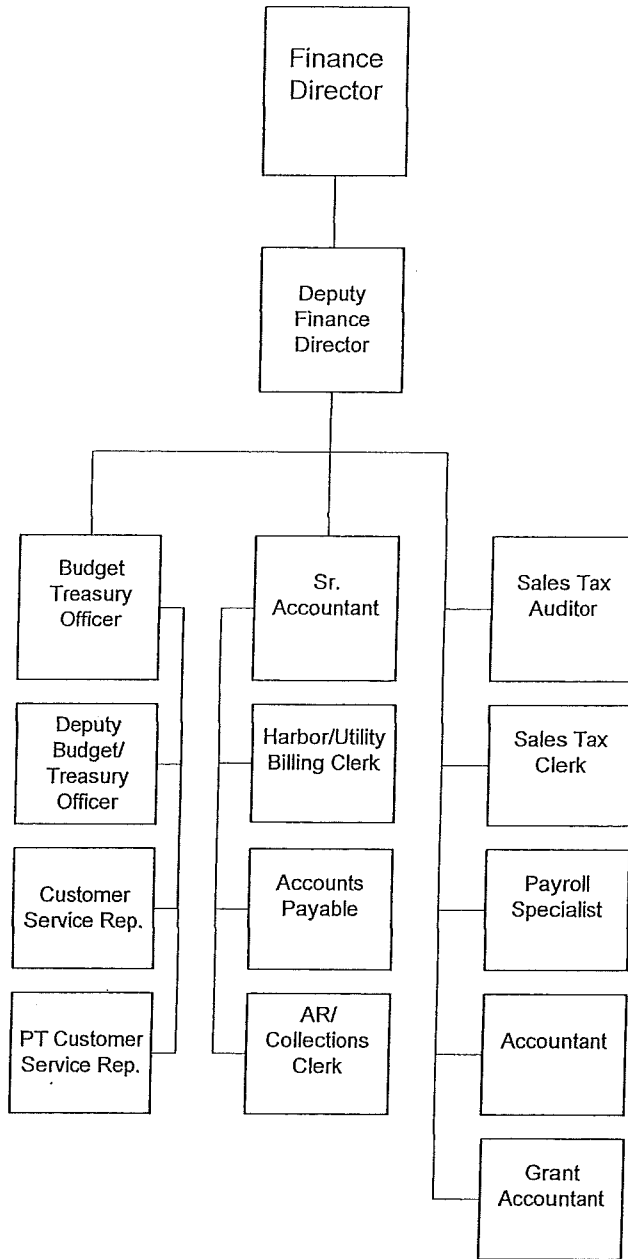 Finance
Director
Deputy
Finance
Director
Budget
Treasury
Officer
Sr.
Accountant
Sales Tax
Auditor
Deputy
Budget/
Treasury
Officer
Harbor/Utility
Billing Clerk
Sales Tax
Clerk
Customer
Service Rep.
Accounts
Payable
Payroll
Specialist
PT Customer
Service Rep.
AR/
Collections
Clerk
Accountant
Grant
Accountant